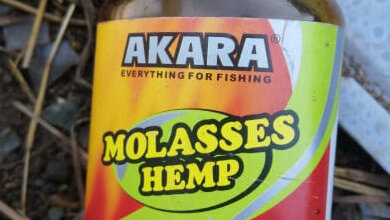 AKARA
EVERYTHING FOR FISHING
MOLASSES
HEMP